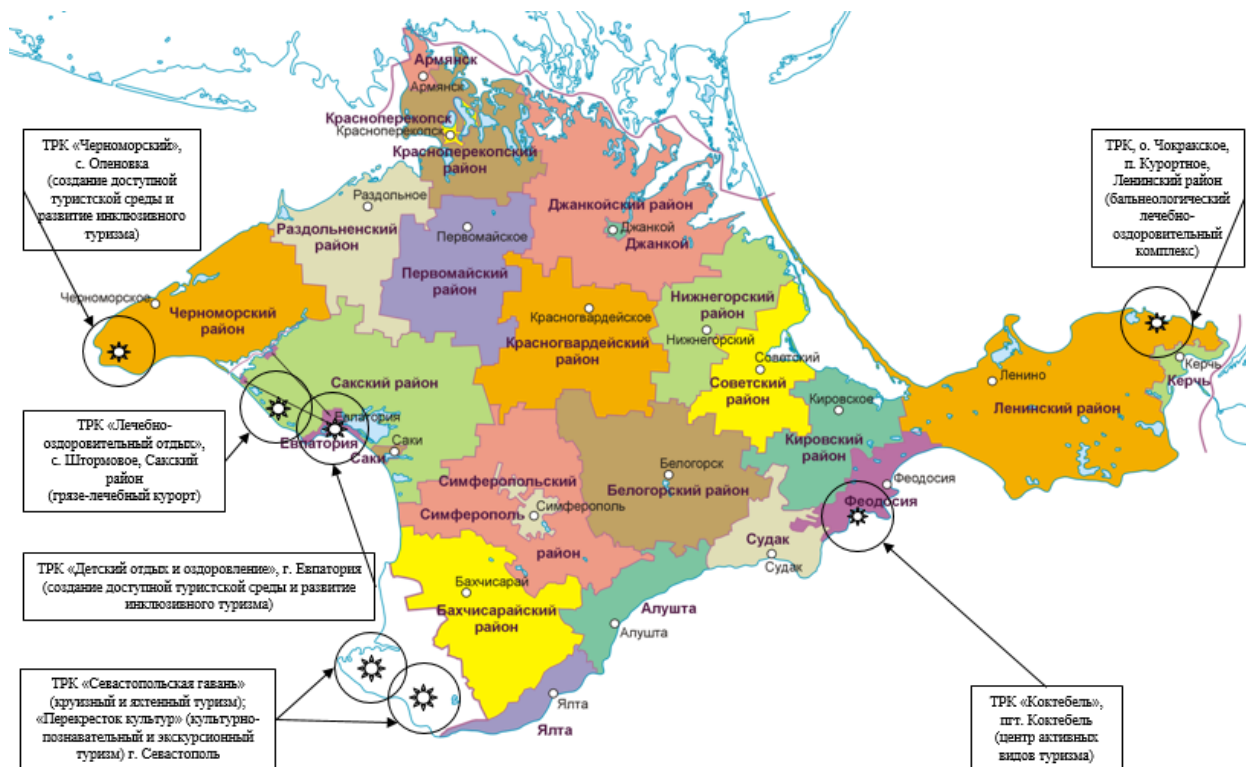 ТРК «Черноморский»,
с. Оленовка
(создание доступной
туристской среды и
развитие инклюзивного
туризма)
ТРК, о. Чокракское,
п. Курортное,
Ленинский район
(бальнеологический
лечебно-
оздоровительный
комплекс)
Армянск
Армянск
Красноперекопск
Красноперекопск
Красноперекопский
район
Раздольное
Раздольненский
район
Джанкойский район
Джанкой
Джанкой
Первомайское
Первомайский
район
Черноморское
Черноморский
район
Красногвардейское
Красногвардейский
район
Нижнегорский
район
Нижнегорский
Советский
Советский
район
Ленино
Ленинский район
Керчь
Керчь
Сакский район
Евпатория
Евпатория
Саки
Саки
Кировское
Кировский
район
ТРК «Лечебно-
оздоровительный отдых»,
с. Штормовое, Сакский
район
(грязе-лечебный курорт)
Симферопольский
Симферополь
Симферополь
район
Белогорск
Белогорский район
Феодосия
Феодосия
Судак
Судак
ТРК «Детский отдых и оздоровление», г. Евпатория
(создание доступной туристской среды и развитие
инклюзивного туризма)
Бахчисарай
Бахчисарайский
район
Алушта
Алушта
ТРК «Севастопольская гавань»
(круизный и яхтенный туризм);
«Перекресток культур» (культурно-
познавательный и экскурсионный
туризм) г. Севастополь
Ялта
Ялта
ТРК «Коктебель»,
пгт. Коктебель
(центр активных
видов туризма)